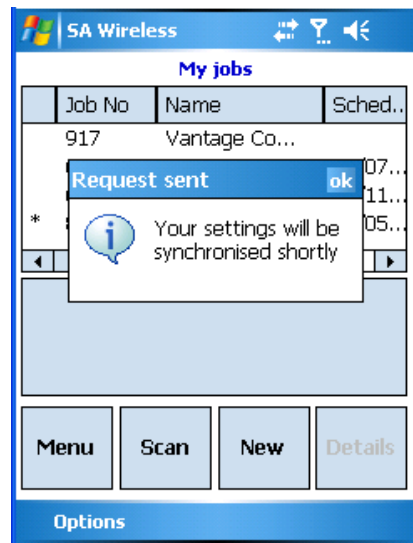 SA Wireless
My jobs
Job No Name Sched..
917 Vantage Co...
07...
Request sent ok
11...
* 05...
Your settings will be
synchronised shortly
Menu Scan New Details
Options